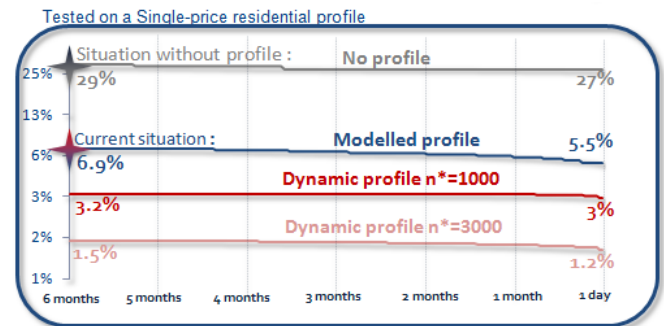 Tested on a Single-price residential profile
Situation without profile :
No profile
25%
29%
27%
13%
Current situation :
Modelled profile
5.5%
6%
6.9%
Dynamic profile n*=1000
3%
3.2%
3%
Dynamic profile n*=3000
2%
1.5%
1.2%
1%
6 months 5 months 4 months 3 months 2 months 1 month 1 day